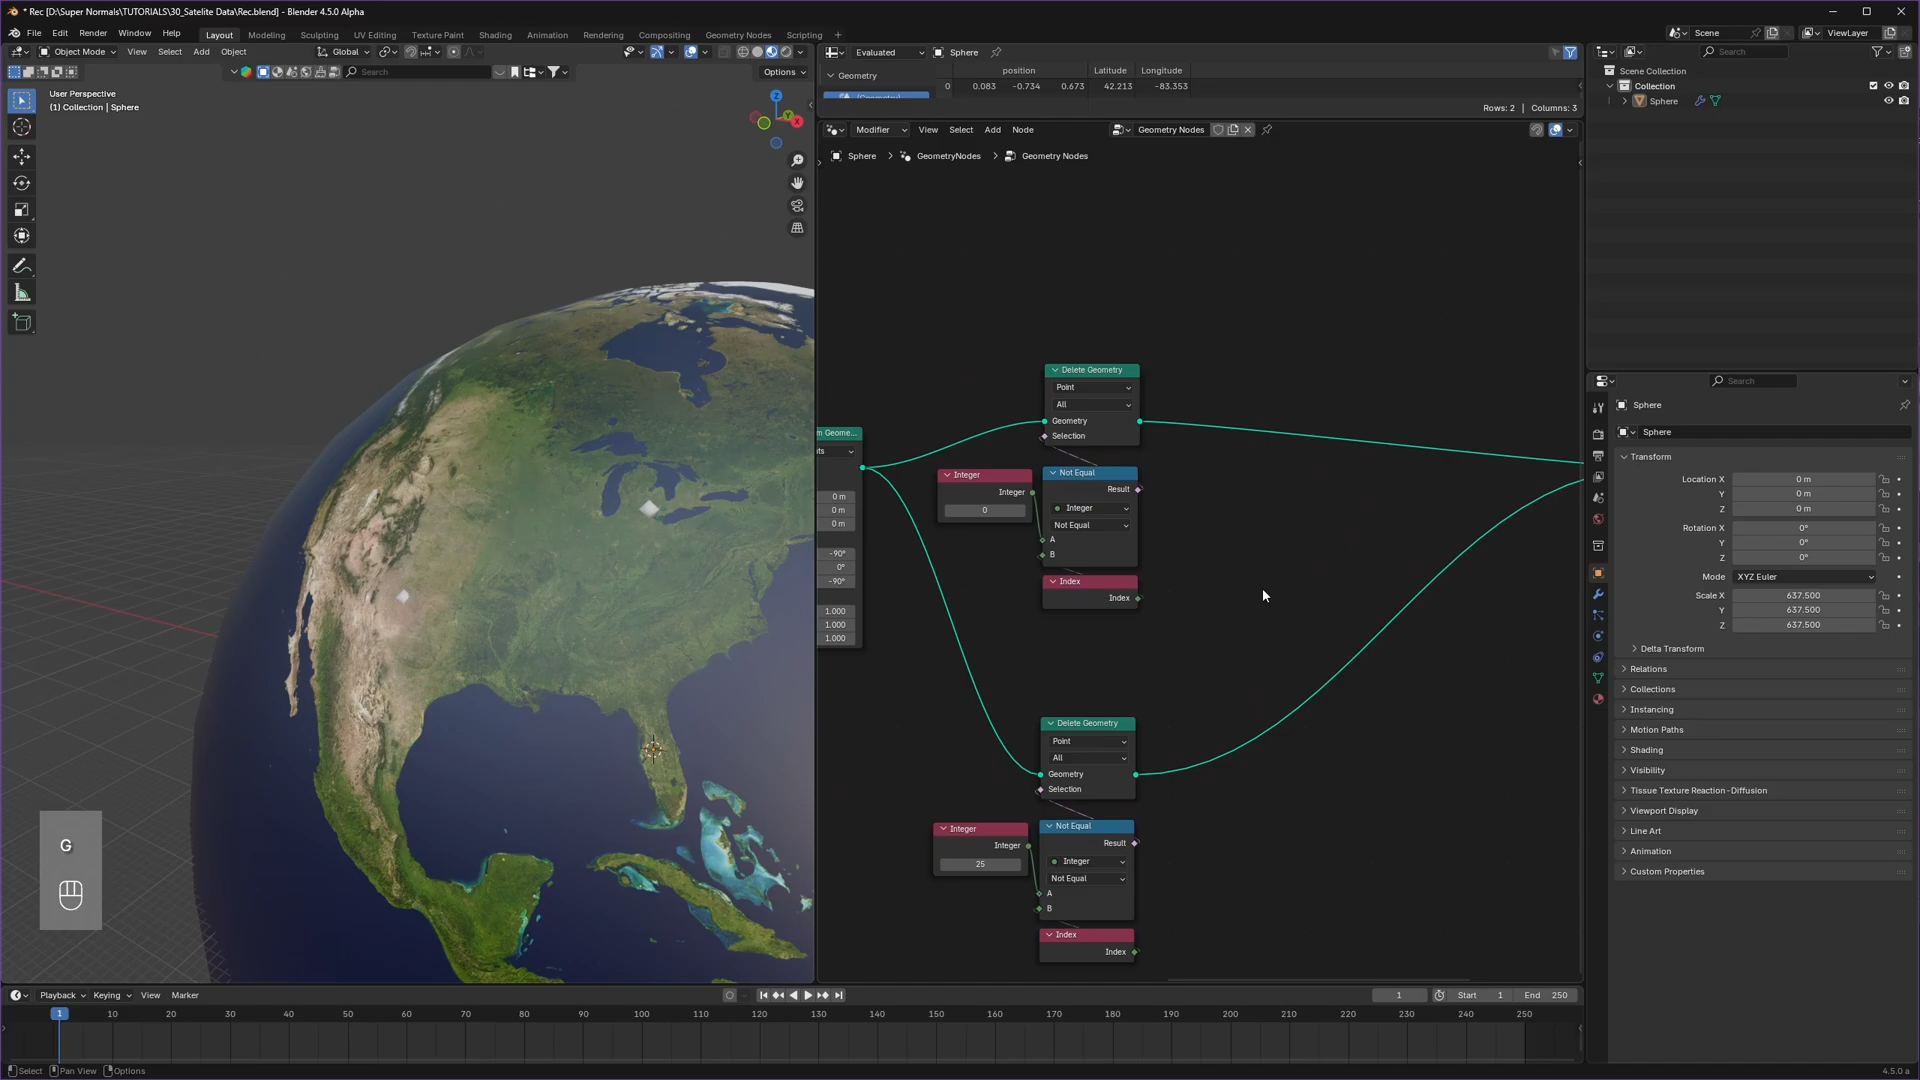 * Rec [D:\Super Normals\TUTORIALS\30_Satelite Data\Rec.blend] - Blender 4.5.0 Alpha
File Edit Render Window Help Layout Modeling Sculpting UV Editing Texture Paint Shading Animation Rendering Compositing Geometry Nodes Scripting +
Scene
ViewLayer
Object Mode View Select Add Object Global
Search
Options
User Perspective
(1) Collection | Sphere
Z
Y
X
G
Evaluated Sphere
Geometry
position Latitude Longitude
0 0.083 -0.734 0.673 42.213 -83.353
Rows: 2 | Columns: 3
Modifier View Select Add Node Geometry Nodes
Sphere > GeometryNodes > Geometry Nodes
m Geome...
ts
0 m
0 m
0 m
-90°
0°
-90°
1.000
1.000
1.000
Delete Geometry
Point
All
Geometry
Selection
Integer
Integer
0
Not Equal
Result
Integer
Not Equal
A
B
Index
Index
Delete Geometry
Point
All
Geometry
Selection
Integer
Integer
25
Not Equal
Result
Integer
Not Equal
A
B
Index
Index
Search
Scene Collection
Collection
Sphere
Search
Sphere
Sphere
Transform
Location X 0 m
Y 0 m
Z 0 m
Rotation X 0°
Y 0°
Z 0°
Mode XYZ Euler
Scale X 637.500
Y 637.500
Z 637.500
Delta Transform
Relations
Collections
Instancing
Motion Paths
Shading
Visibility
Tissue Texture Reaction-Diffusion
Viewport Display
Line Art
Animation
Custom Properties
Playback Keying View Marker
1 Start 1 End 250
1 10 20 30 40 50 60 70 80 90 100 110 120 130 140 150 160 170 180 190 200 210 220 230 240 250
Select Pan View Options
4.5.0 a